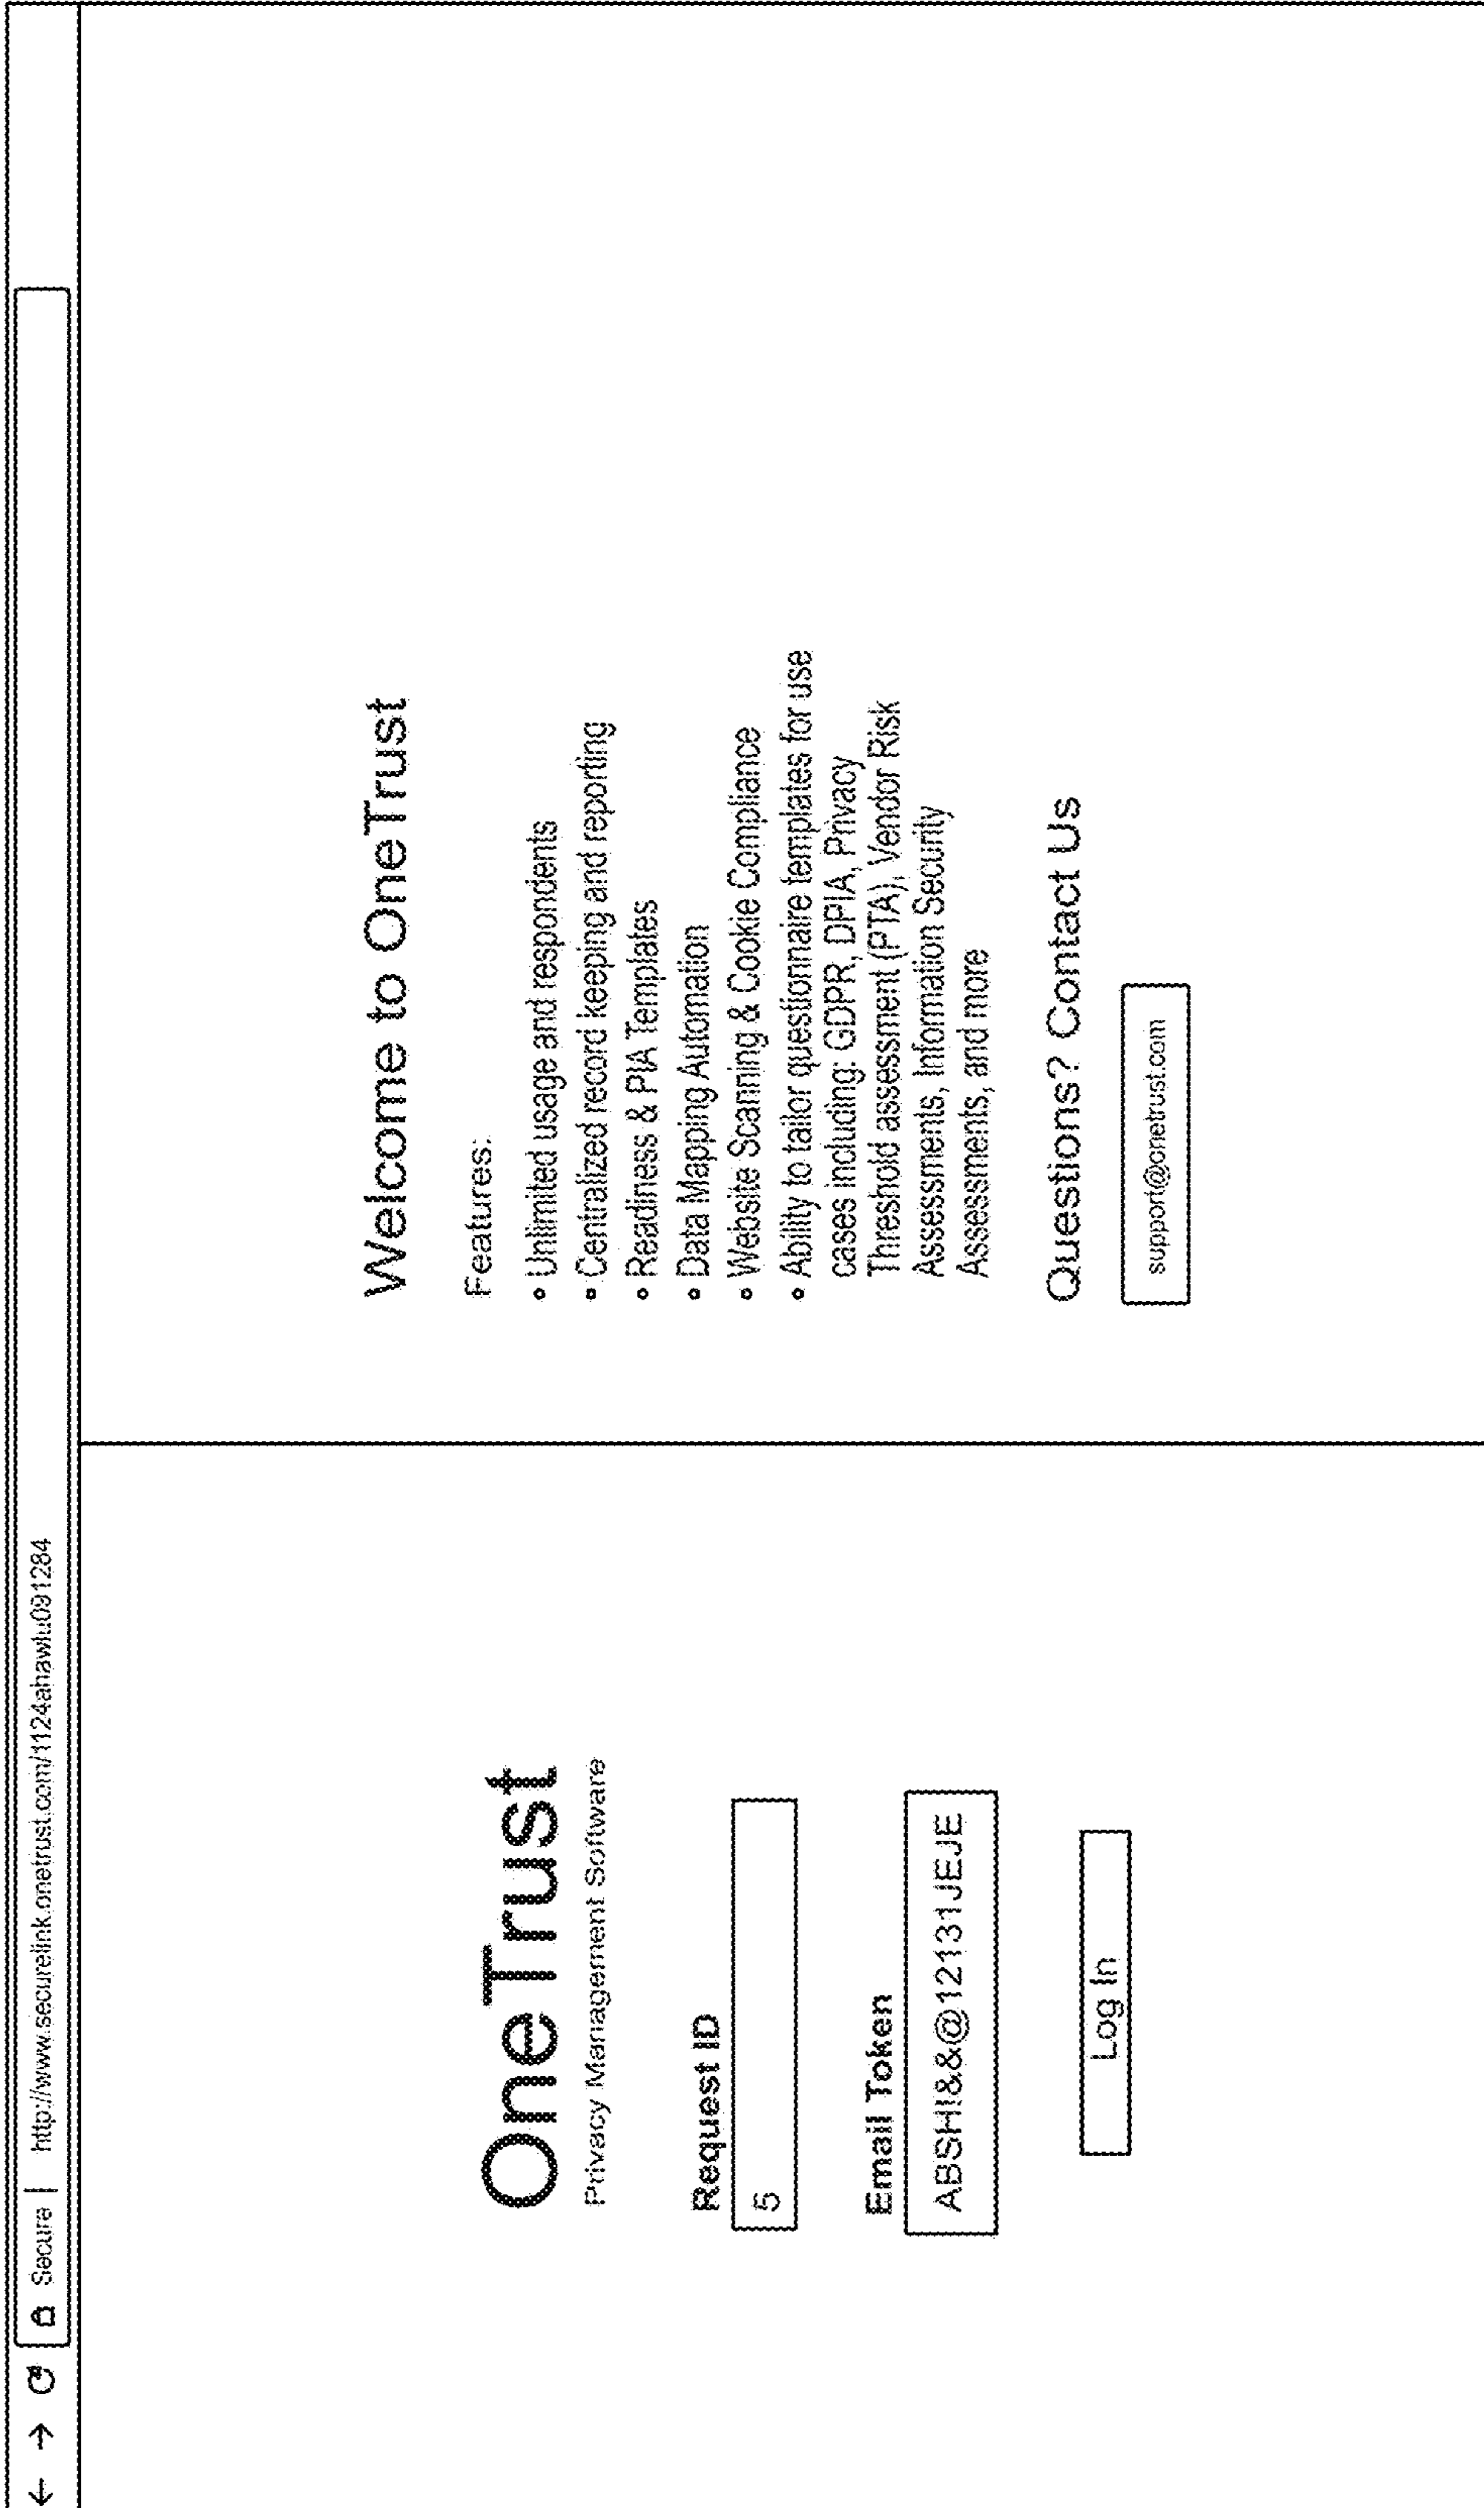 Secure | http://www.securelink.onetrust.com/1124ahawlu091284
OneTrust
Privacy Management Software
Request ID
5
Email Token
ABSHI&&@12131JEJE
Log In
Welcome to OneTrust
Features:
• Unlimited usage and respondents
• Centralized record keeping and reporting
• Readiness & PIA Templates
• Data Mapping Automation
• Website Scanning & Cookie Compliance
• Ability to tailor questionnaire templates for use
cases including: GDPR, DPIA, Privacy
Threshold assessment (PTA), Vendor Risk
Assessments, Information Security
Assessments, and more
Questions? Contact Us
support@onetrust.com